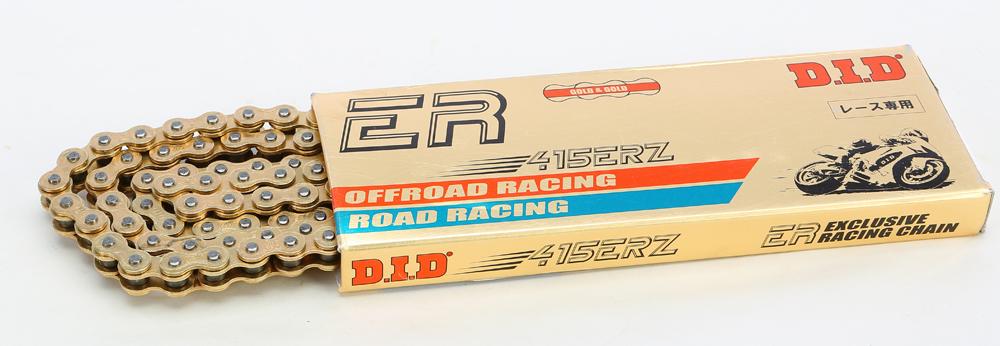 D.I.D
GOLD & GOLD
ER
レース専用
415ERZ
OFFROAD RACING
ROAD RACING
D.I.D
D.I.D
415ERZ
ER EXCLUSIVE
RACING CHAIN